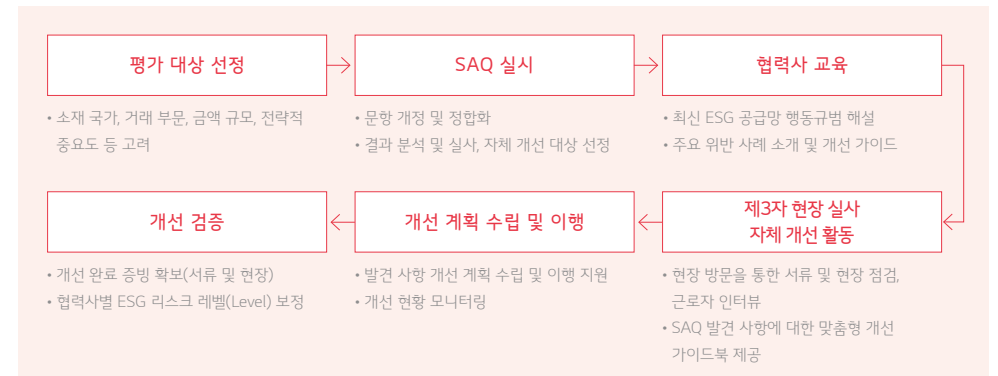 평가 대상 선정
SAQ 실시
협력사 교육
• 소재 국가, 거래 부문, 금액 규모, 전략적
중요도 등 고려
• 문항 개정 및 정합화
• 결과 분석 및 실사, 자체 개선 대상 선정
• 최신 ESG 공급망 행동규범 해설
• 주요 위반 사례 소개 및 개선 가이드
개선 검증
개선 계획 수립 및 이행
제3자 현장 실사
자체 개선 활동
• 개선 완료 증빙 확보(서류 및 현장)
• 협력사별 ESG 리스크 레벨(Level) 보정
• 발견 사항 개선 계획 수립 및 이행 지원
• 개선 현황 모니터링
• 현장 방문을 통한 서류 및 현장 점검,
근로자 인터뷰
• SAQ 발견 사항에 대한 맞춤형 개선
가이드북 제공